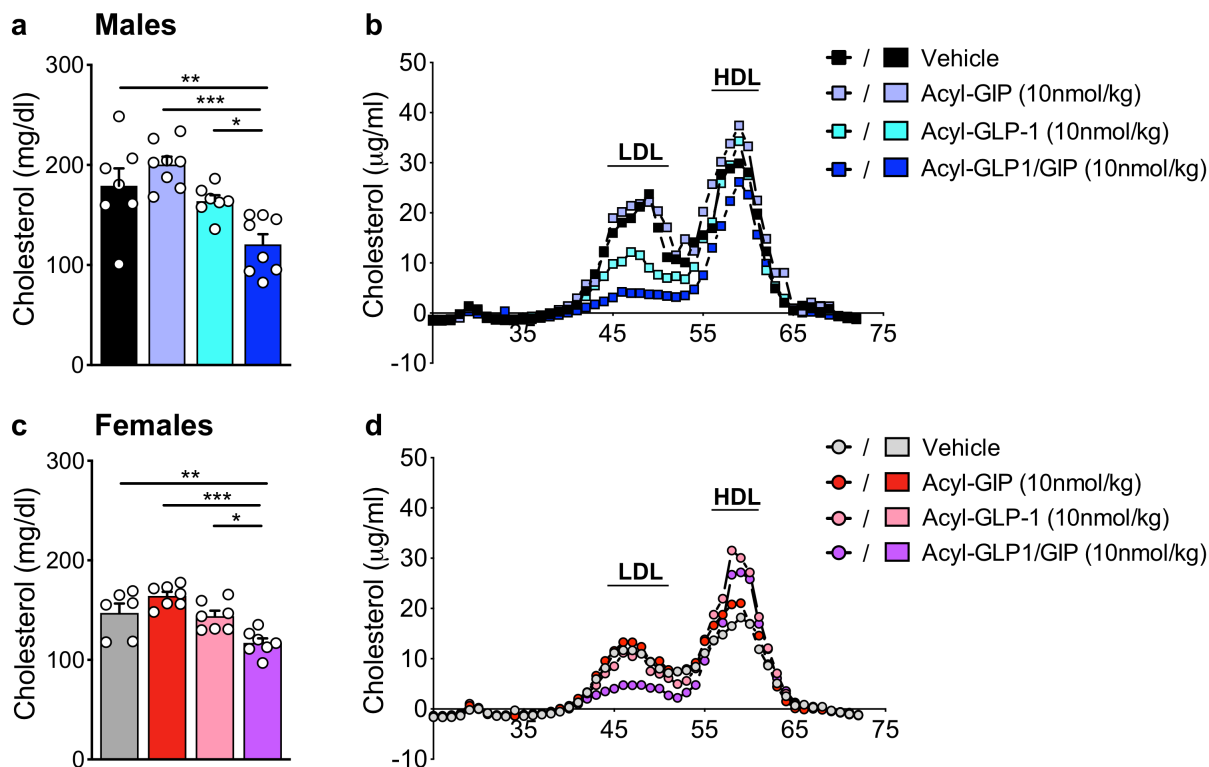 a Males
Cholesterol (mg/dl)
300
200
100
0
**
***
*
b
Cholesterol (μg/ml)
50
40
30
20
10
0
-10
35 45 55 65 75
LDL
HDL
/ Vehicle
/ Acyl-GIP (10nmol/kg)
/ Acyl-GLP-1 (10nmol/kg)
/ Acyl-GLP1/GIP (10nmol/kg)
c Females
Cholesterol (mg/dl)
300
200
100
0
**
***
*
d
Cholesterol (μg/ml)
50
40
30
20
10
0
-10
35 45 55 65 75
LDL
HDL
/ Vehicle
/ Acyl-GIP (10nmol/kg)
/ Acyl-GLP-1 (10nmol/kg)
/ Acyl-GLP1/GIP (10nmol/kg)